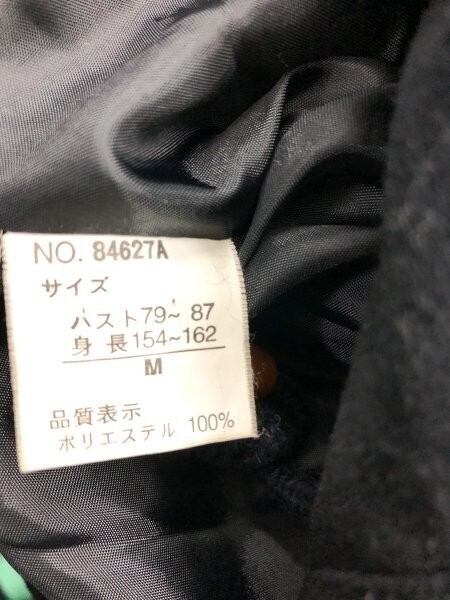 NO. 84627A
サイズ
バスト79~ 87
身 長154~162
M
品質表示
ポリエステル 100%